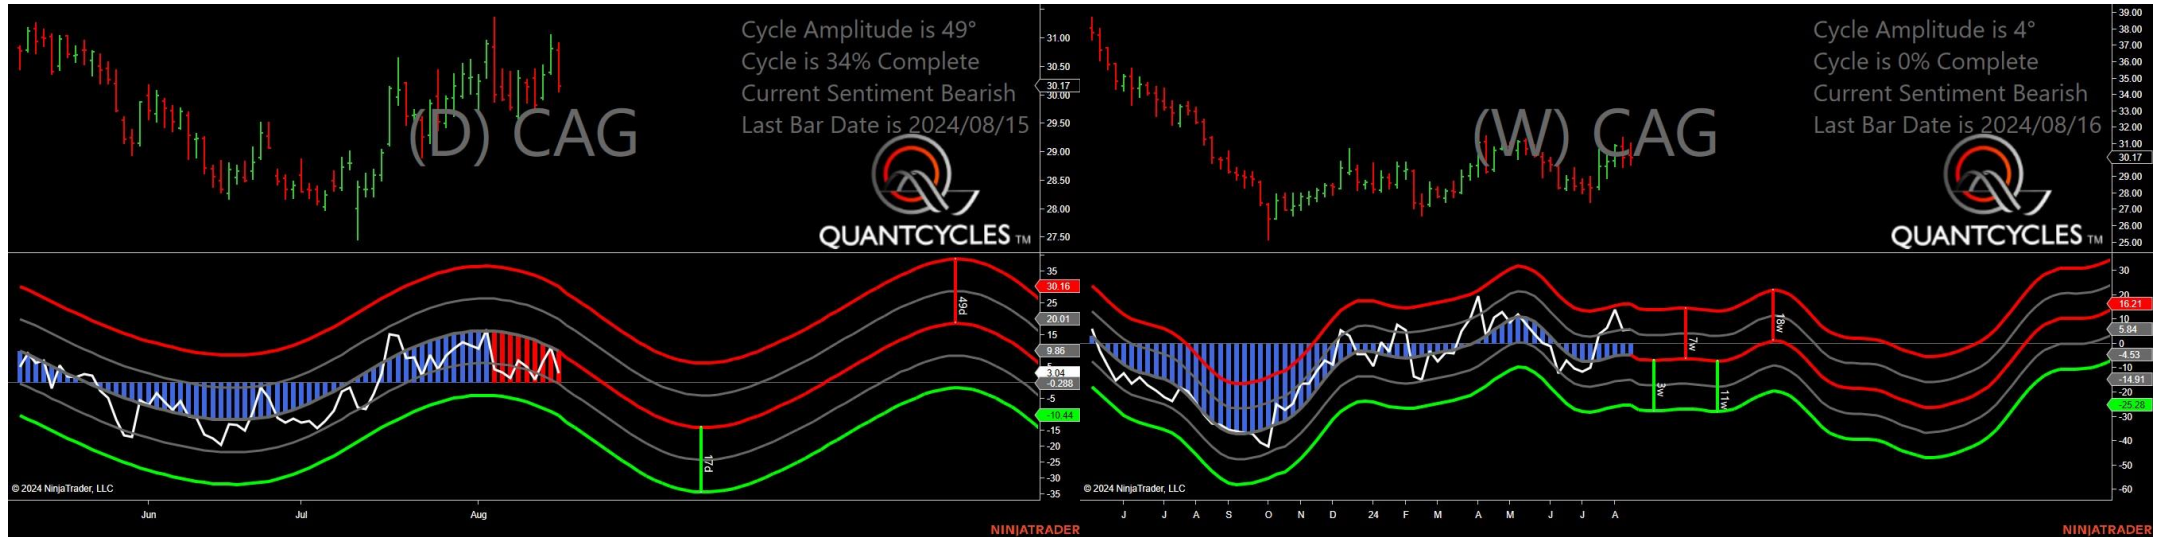 Cycle Amplitude is 49°
Cycle is 34% Complete
Current Sentiment Bearish
Last Bar Date is 2024/08/15
(D) CAG
QUANTCYCLES TM
31.00
30.50
30.17
30.00
29.50
29.00
28.50
28.00
27.50
35
30.16
25
20.01
15
9.86
3.04
-0.288
-5
-10.44
-15
-20
-25
-30
-35
49d
17d
© 2024 NinjaTrader, LLC
Jun
Jul
Aug
NINJATRADER
Cycle Amplitude is 4°
Cycle is 0% Complete
Current Sentiment Bearish
Last Bar Date is 2024/08/16
(W) CAG
QUANTCYCLES TM
39.00
38.00
37.00
36.00
35.00
34.00
33.00
32.00
31.00
30.17
29.00
28.00
27.00
26.00
25.00
30
20
16.21
10
5.84
0
-4.53
-10
-14.91
-20
-25.28
-30
-40
-50
-60
7w
18w
3w
11w
© 2024 NinjaTrader, LLC
J
J
A
S
O
N
D
24
F
M
A
M
J
J
A
NINJATRADER